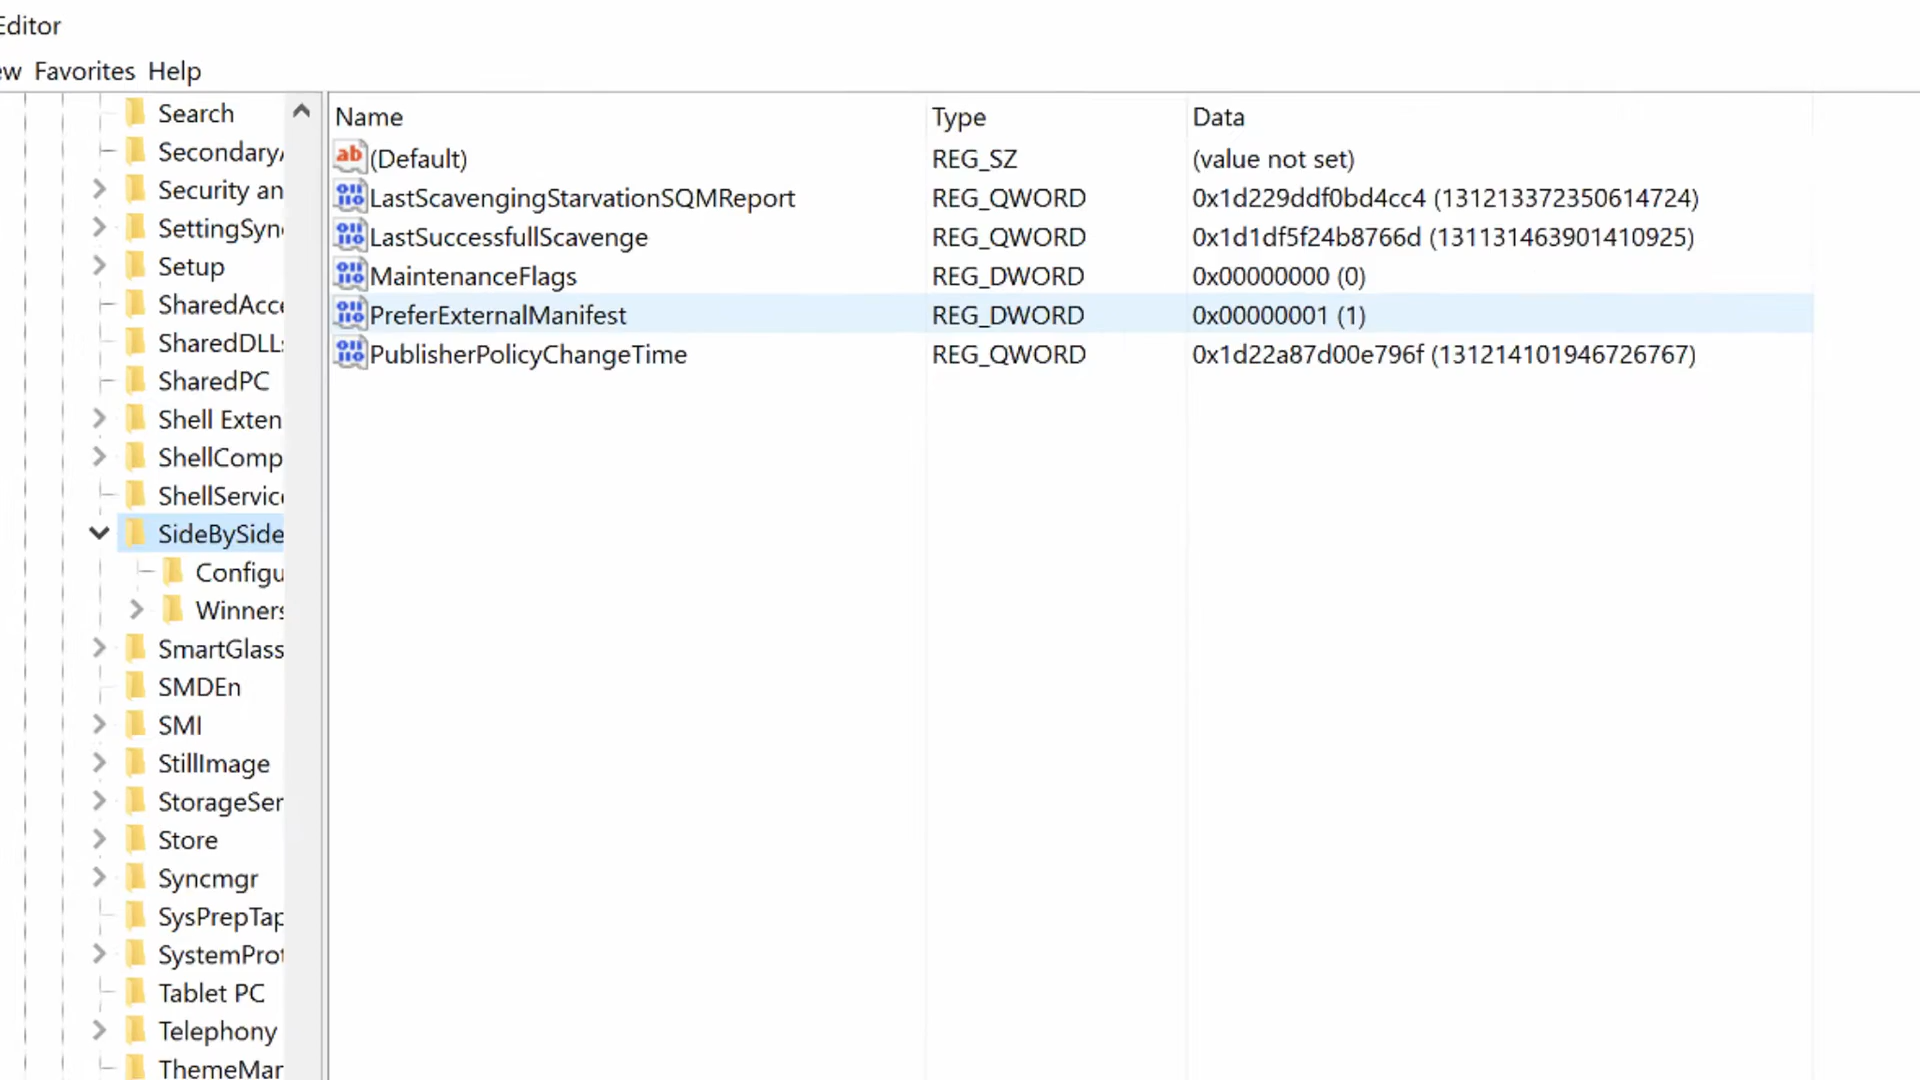 Editor
ew Favorites Help
Search
Secondary
Security an
SettingSyn
Setup
SharedAcce
SharedDLL
SharedPC
Shell Exten
ShellComp
ShellServic
SideBySide
Configu
Winners
SmartGlass
SMDEn
SMI
StillImage
StorageSer
Store
Syncmgr
SysPrepTap
SystemProt
Tablet PC
Telephony
ThemeMar
Name Type Data
(Default) REG_SZ (value not set)
LastScavengingStarvationSQMReport REG_QWORD 0x1d229ddf0bd4cc4 (131213372350614724)
LastSuccessfullScavenge REG_QWORD 0x1d1df5f24b8766d (131131463901410925)
MaintenanceFlags REG_DWORD 0x00000000 (0)
PreferExternalManifest REG_DWORD 0x00000001 (1)
PublisherPolicyChangeTime REG_QWORD 0x1d22a87d00e796f (131214101946726767)